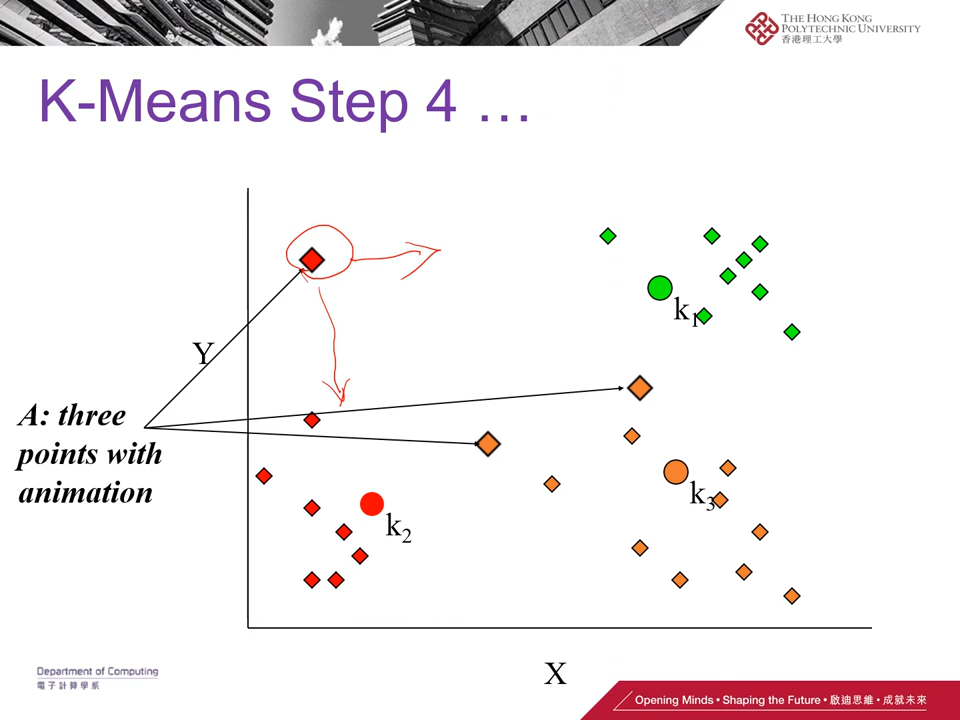 THE HONG KONG
POLYTECHNIC UNIVERSITY
香港理工大學
K-Means Step 4 …
k1
Y
A: three
points with
animation
k3
k2
X
Department of Computing
電子計算學系
Opening Minds • Shaping the Future • 啟迪思維 • 成就未來